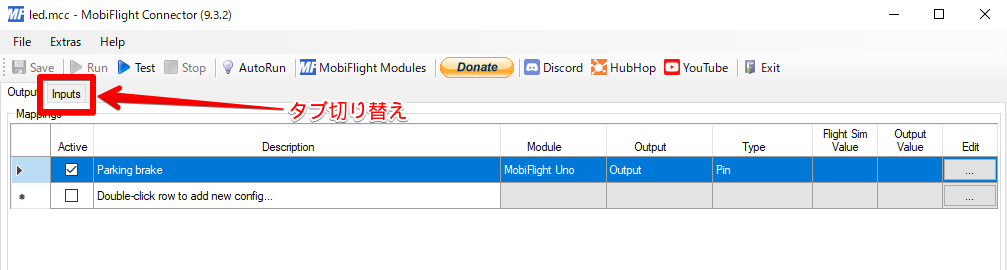 led.mcc - MobiFlight Connector (9.3.2)
File Extras Help
Save Run Test Stop AutoRun MobiFlight Modules Donate Discord HubHop YouTube Exit
Output Inputs
タブ切り替え
Mappings
Active Description Module Output Type Flight Sim Value Output Value Edit
Parking brake MobiFlight Uno Output Pin ...
Double-click row to add new config... ...